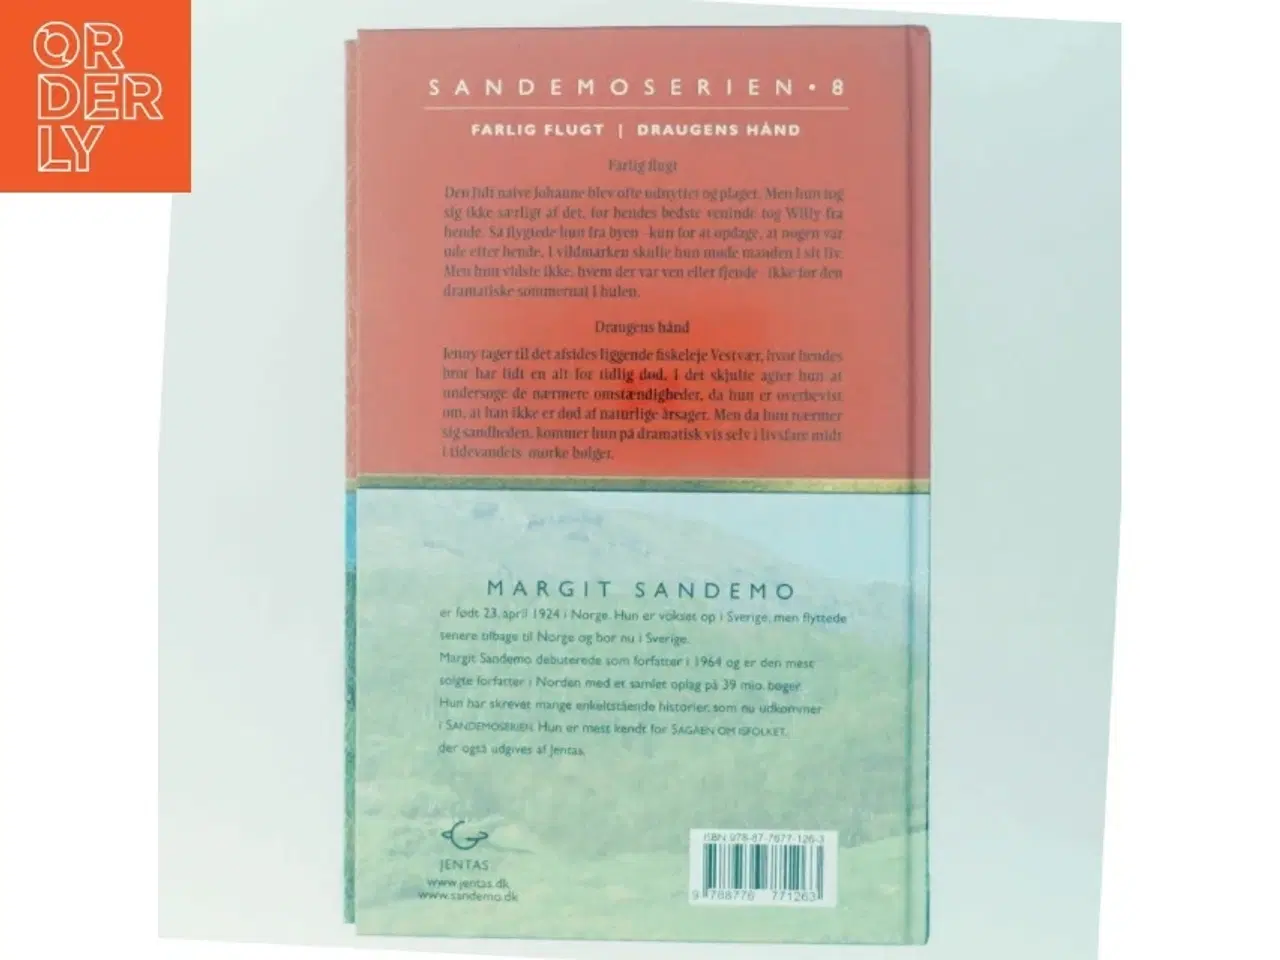 ORDERLY
SANDEMOSERIEN • 8
FARLIG FLUGT | DRAUGENS HÅND
Farlig flugt
Den lidt naive Johanne blev ofte udnyttet og plaget. Men hun tog
sig ikke særligt af det, før hendes bedste veninde tog Willy fra
hende. Så flygtede hun fra byen - kun for at opdage, at nogen var
ude efter hende. I vildmarken skulle hun møde manden i sit liv.
Men hun vidste ikke, hvem der var ven eller fjende - ikke før den
dramatiske sommernat i hulen.
Draugens hånd
Jenny tager til det afsides liggende fiskeleje Vestvær, hvor hendes
bror har lidt en alt for tidlig død. I det skjulte agter hun at
undersøge de nærmere omstændigheder, da hun er overbevist
om, at han ikke er død af naturlige årsager. Men da hun nærmer
sig sandheden, kommer hun på dramatisk vis selv i livsfare midt
i tidevandets mørke bølger.
MARGIT SANDEMO
er født 23. april 1924 i Norge. Hun er vokset op i Sverige, men flyttede
senere tilbage til Norge og bor nu i Sverige.
Margit Sandemo debuterede som forfatter i 1964 og er den mest
solgte forfatter i Norden med et samlet oplag på 39 mio. bøger.
Hun har skrevet mange enkeltstående historier, som nu udkommer
i SANDEMOSERIEN. Hun er mest kendt for SAGAEN OM ISFOLKET,
der også udgives af Jentas.
JENTAS
www.jentas.dk
www.sandemo.dk
ISBN 978-87-7677-126-3
9 788776 771263